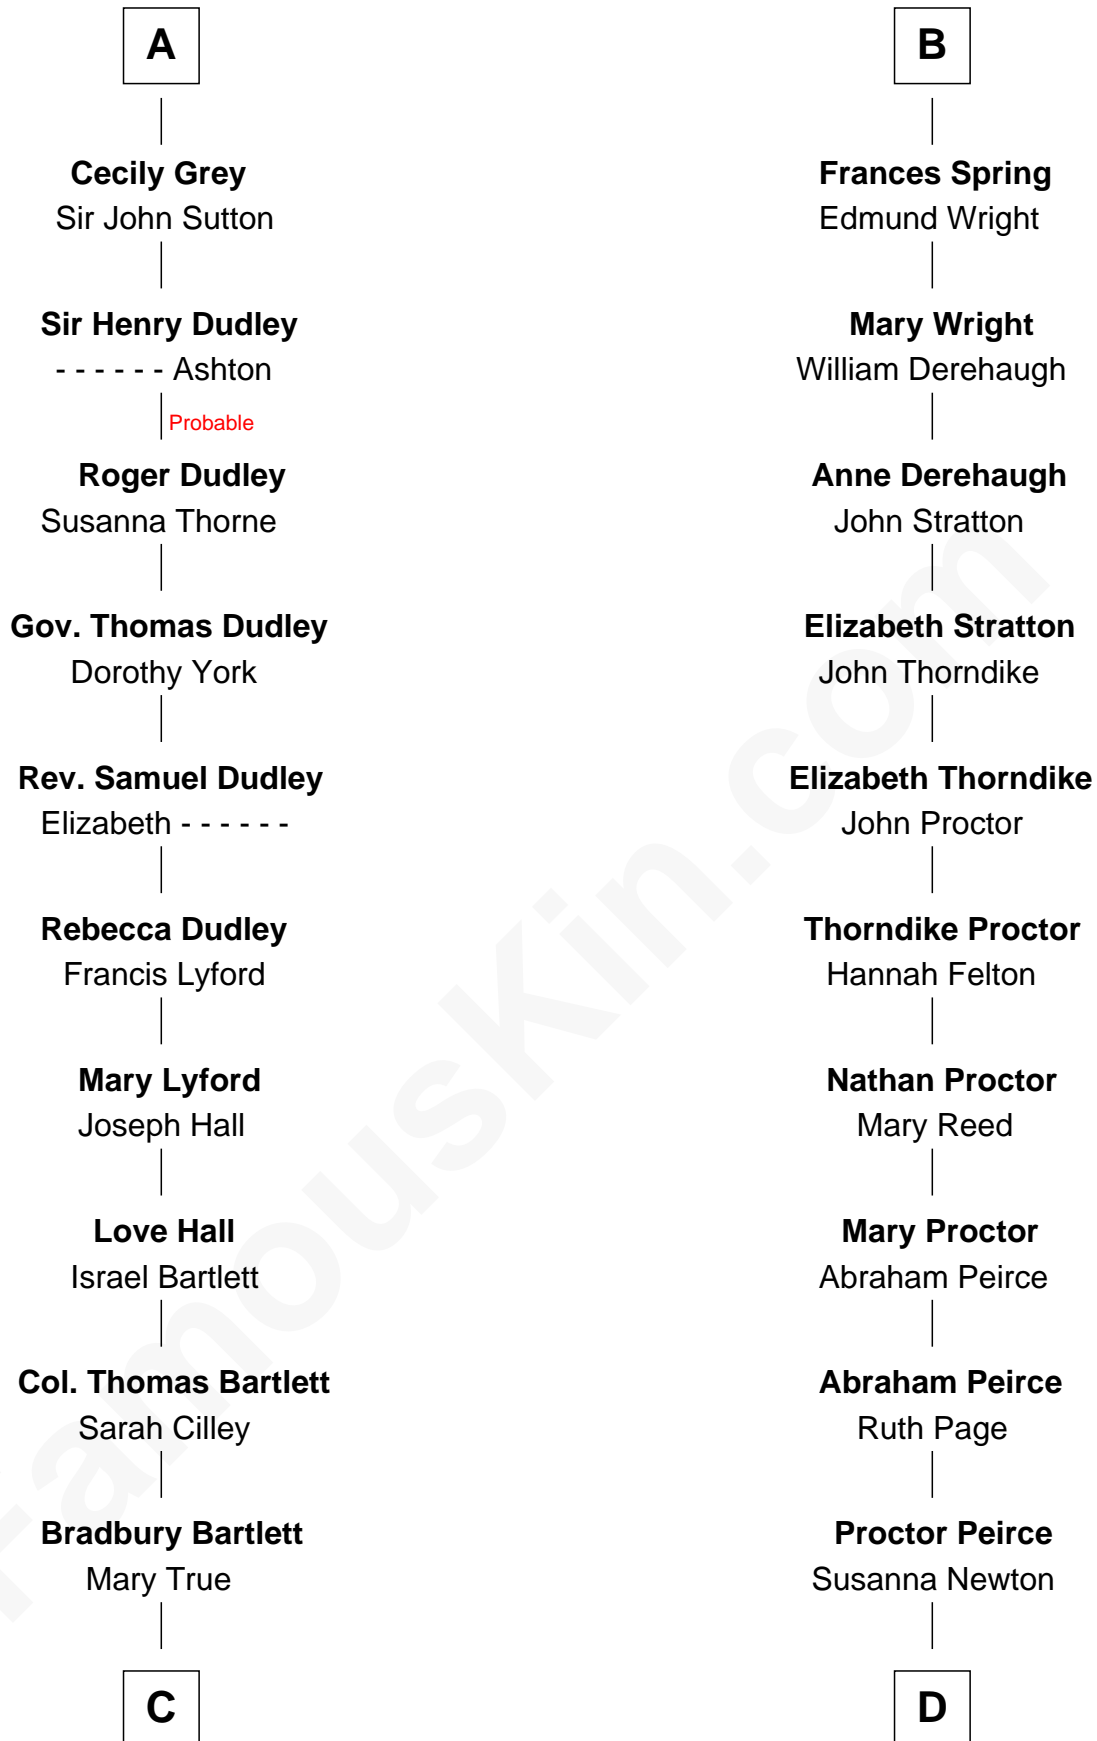 A
Cecily Grey
Sir John Sutton
Sir Henry Dudley
- - - - - - Ashton
Probable
Roger Dudley
Susanna Thorne
Gov. Thomas Dudley
Dorothy York
Rev. Samuel Dudley
Elizabeth - - - - - -
Rebecca Dudley
Francis Lyford
Mary Lyford
Joseph Hall
Love Hall
Israel Bartlett
Col. Thomas Bartlett
Sarah Cilley
Bradbury Bartlett
Mary True
C
B
Frances Spring
Edmund Wright
Mary Wright
William Derehaugh
Anne Derehaugh
John Stratton
Elizabeth Stratton
John Thorndike
Elizabeth Thorndike
John Proctor
Thorndike Proctor
Hannah Felton
Nathan Proctor
Mary Reed
Mary Proctor
Abraham Peirce
Abraham Peirce
Ruth Page
Proctor Peirce
Susanna Newton
D
FamousKin.com